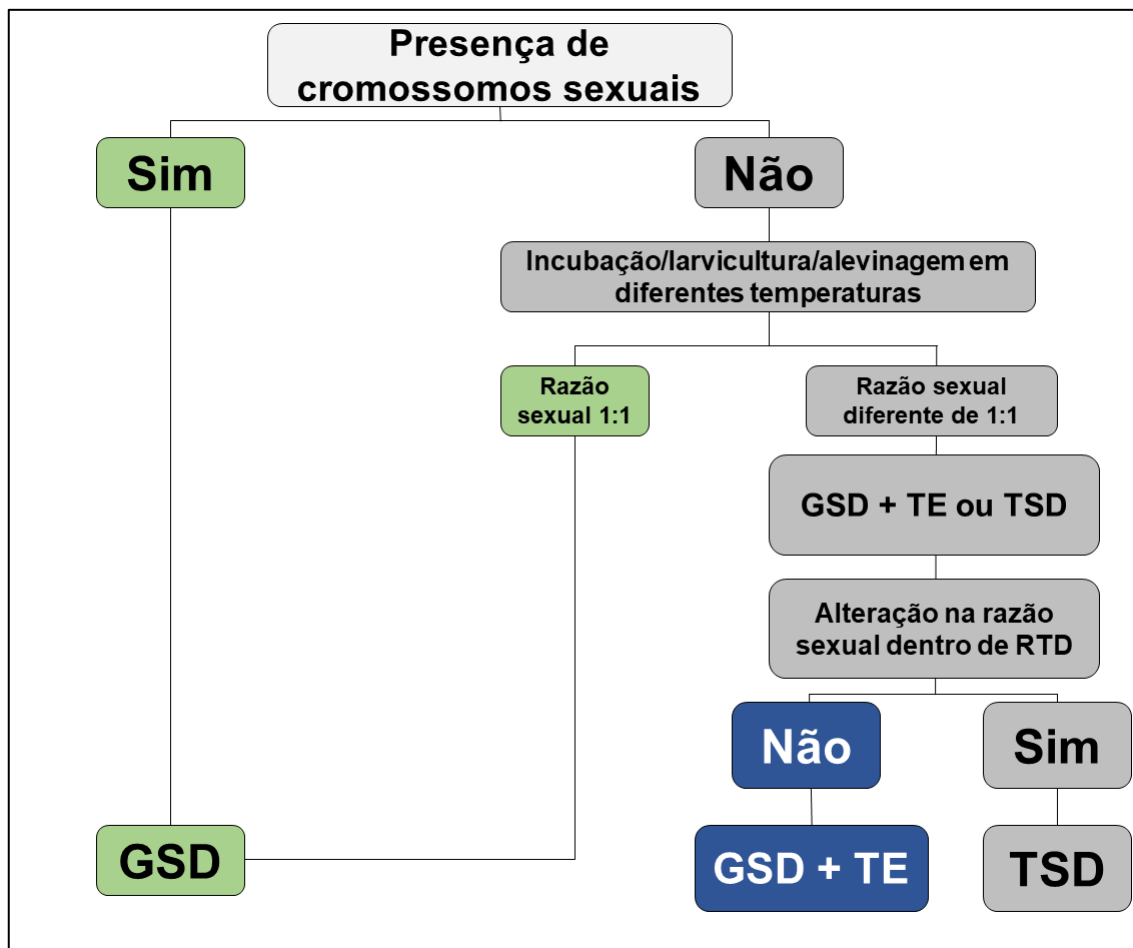 Presença de
cromossomos sexuais
Sim
Não
Incubação/larvicultura/alevinagem em
diferentes temperaturas
Razão
sexual 1:1
Razão sexual
diferente de 1:1
GSD + TE ou TSD
Alteração na razão
sexual dentro de RTD
Não
Sim
GSD
GSD + TE
TSD